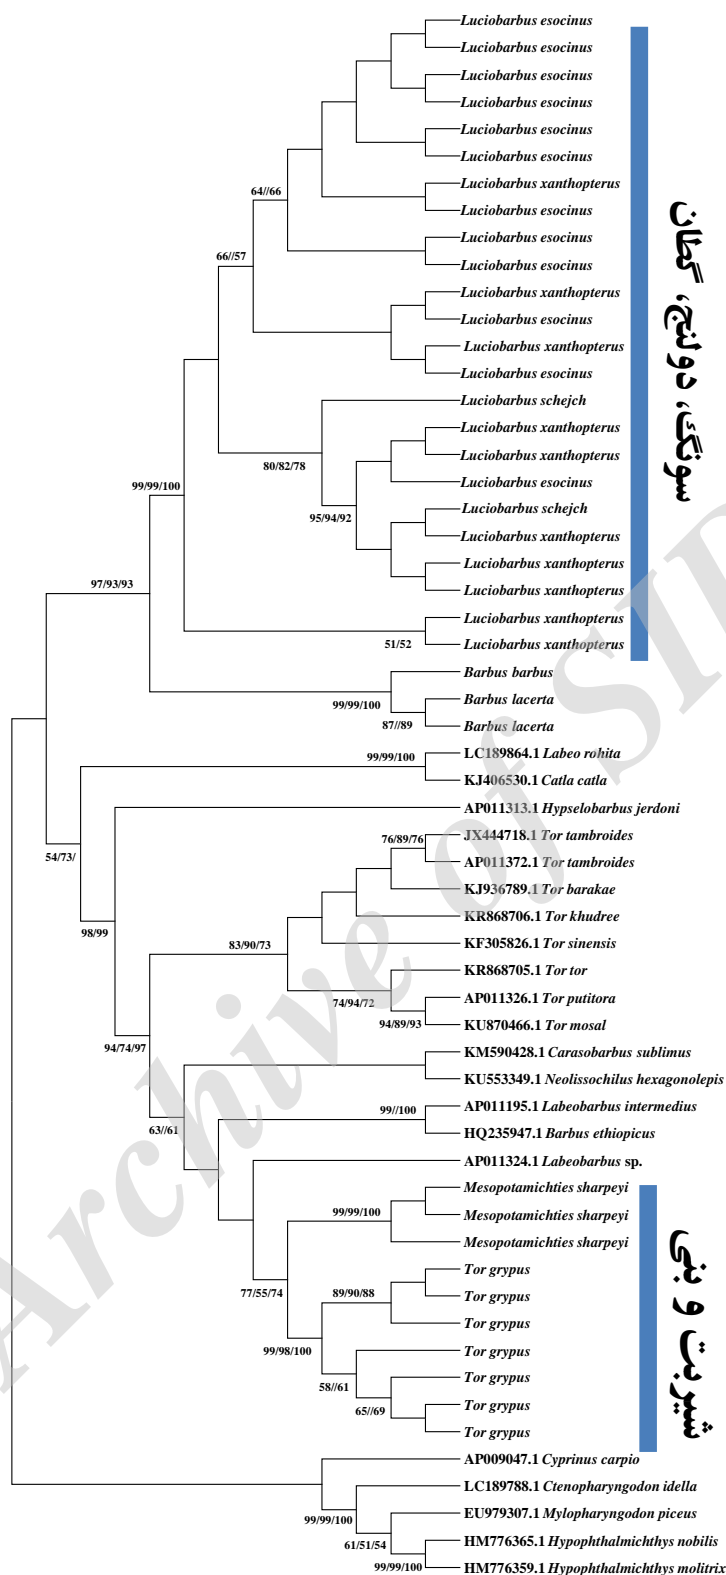 Luciobarbus esocinus
Luciobarbus esocinus
Luciobarbus esocinus
Luciobarbus esocinus
Luciobarbus esocinus
Luciobarbus esocinus
Luciobarbus xanthopterus
64//66
Luciobarbus esocinus
Luciobarbus esocinus
66//57
Luciobarbus esocinus
Luciobarbus xanthopterus
Luciobarbus esocinus
Luciobarbus xanthopterus
Luciobarbus esocinus
سونگ، دولنج، گطان
Luciobarbus schejch
Luciobarbus xanthopterus
Luciobarbus xanthopterus
80/82/78
Luciobarbus esocinus
99/99/100
Luciobarbus schejch
95/94/92
Luciobarbus xanthopterus
Luciobarbus xanthopterus
97/93/93
Luciobarbus xanthopterus
Luciobarbus xanthopterus
Luciobarbus xanthopterus
51/52
Barbus barbus
Barbus lacerta
99/99/100
87//89
Barbus lacerta
LC189864.1 Labeo rohita
99/99/100
KJ406530.1 Catla catla
AP011313.1 Hypselobarbus jerdoni
JX444718.1 Tor tambroides
76/89/76
54/73/
AP011372.1 Tor tambroides
KJ936789.1 Tor barakae
KR868706.1 Tor khudree
98/99
KF305826.1 Tor sinensis
83/90/73
KR868705.1 Tor tor
AP011326.1 Tor putitora
74/94/72
KU870466.1 Tor mosal
94/89/93
94/74/97
KM590428.1 Carasobarbus sublimus
KU553349.1 Neolissochilus hexagonolepis
AP011195.1 Labeobarbus intermedius
99//100
63//61
HQ235947.1 Barbus ethiopicus
AP011324.1 Labeobarbus sp.
Mesopotamichties sharpeyi
99/99/100
Mesopotamichties sharpeyi
Mesopotamichties sharpeyi
شیربت و بنی
Tor grypus
89/90/88
77/55/74
Tor grypus
Tor grypus
99/98/100
Tor grypus
58//61
Tor grypus
65//69
Tor grypus
Tor grypus
AP009047.1 Cyprinus carpio
LC189788.1 Ctenopharyngodon idella
EU979307.1 Mylopharyngodon piceus
99/99/100
HM776365.1 Hypophthalmichthys nobilis
61/51/54
HM776359.1 Hypophthalmichthys molitrix
99/99/100
Archive of SID